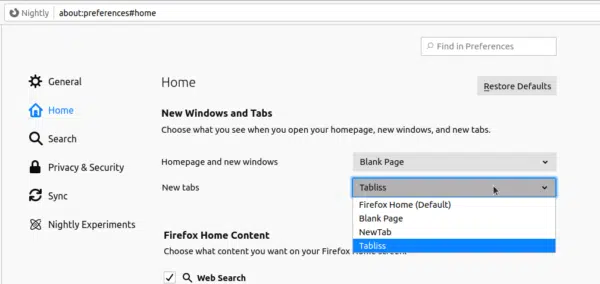 Nightly about:preferences#home
Find in Preferences
General
Home
Search
Privacy & Security
Sync
Nightly Experiments
Home
Restore Defaults
New Windows and Tabs
Choose what you see when you open your homepage, new windows, and new tabs.
Homepage and new windows Blank Page
New tabs Tabliss
Firefox Home (Default)
Blank Page
NewTab
Tabliss
Firefox Home Content
Choose what content you want on your Firefox Home screen.
Web Search